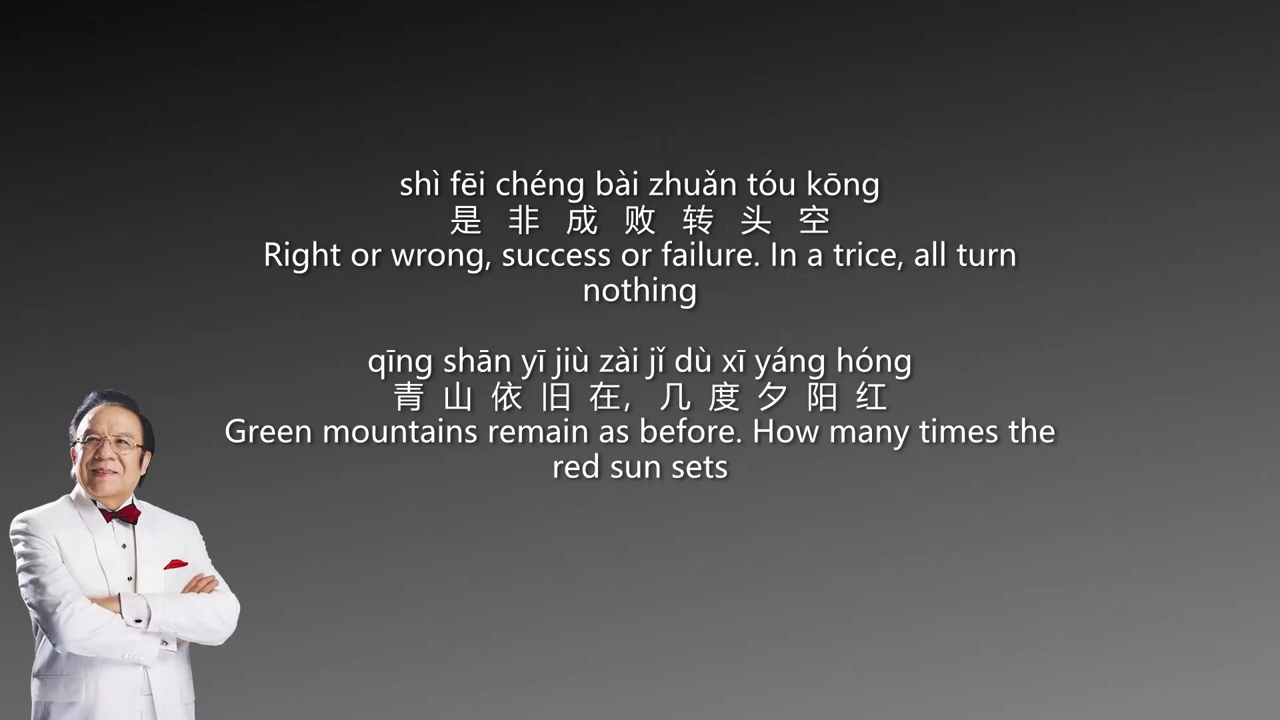 shì fēi chéng bài zhuǎn tóu kōng
是 非 成 败 转 头 空
Right or wrong, success or failure. In a trice, all turn
nothing
qīng shān yī jiù zài jǐ dù xī yáng hóng
青 山 依 旧 在, 几 度 夕 阳 红
Green mountains remain as before. How many times the
red sun sets